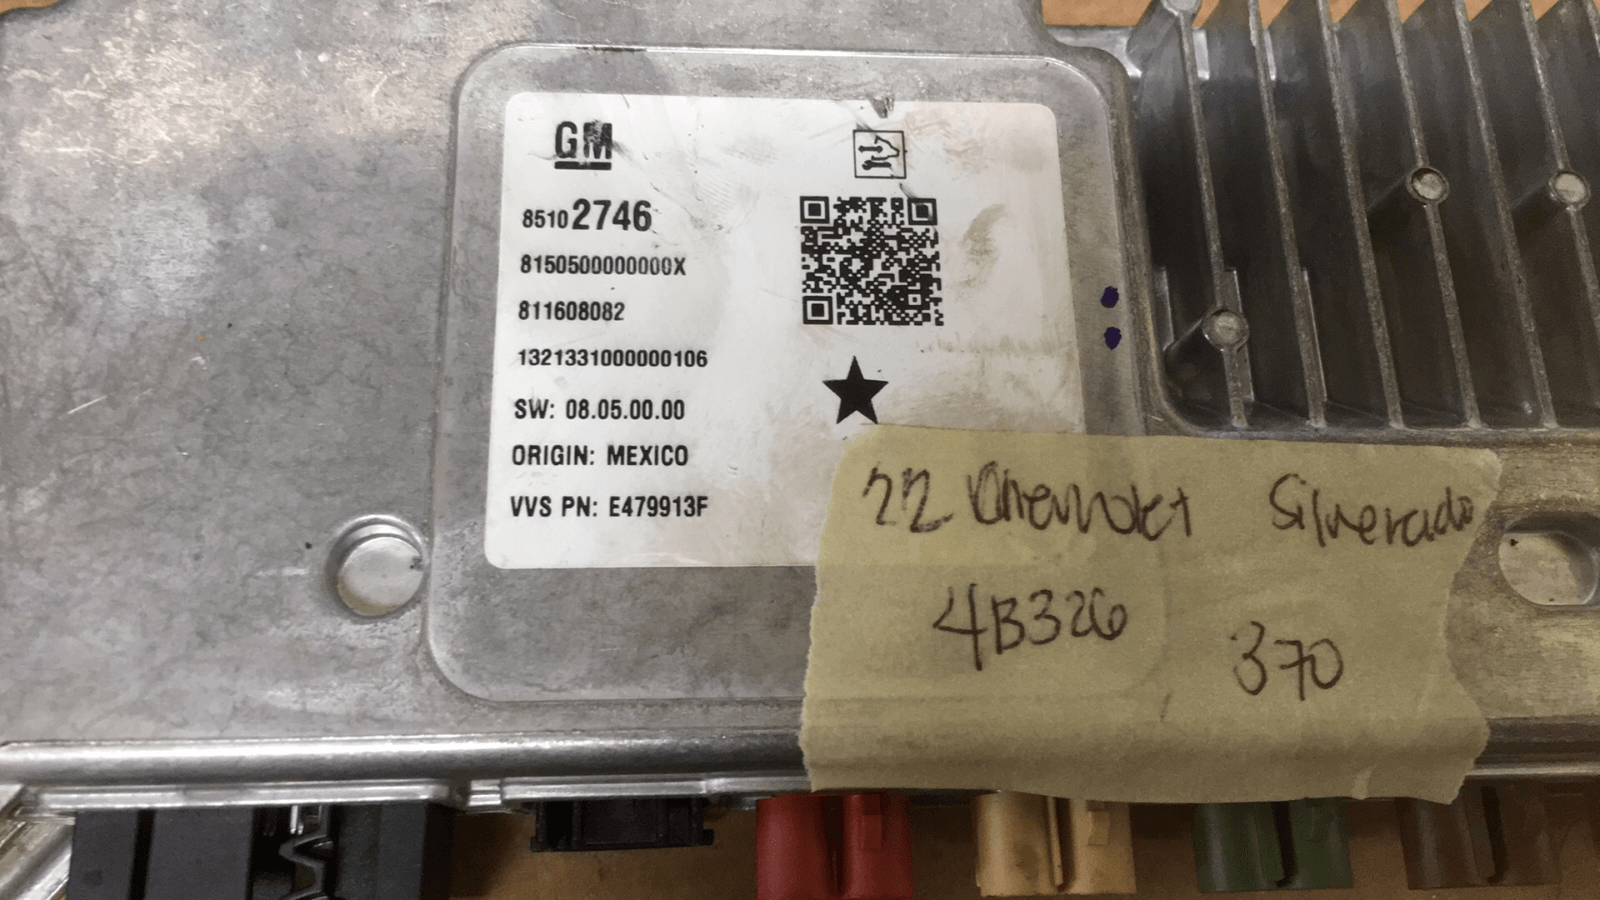 GM
85102746
8150500000000X
811608082
1321331000000106
SW: 08.05.00.00
ORIGIN: MEXICO
VVS PN: E479913F
22 Chevrolet Silverado
4B326
370